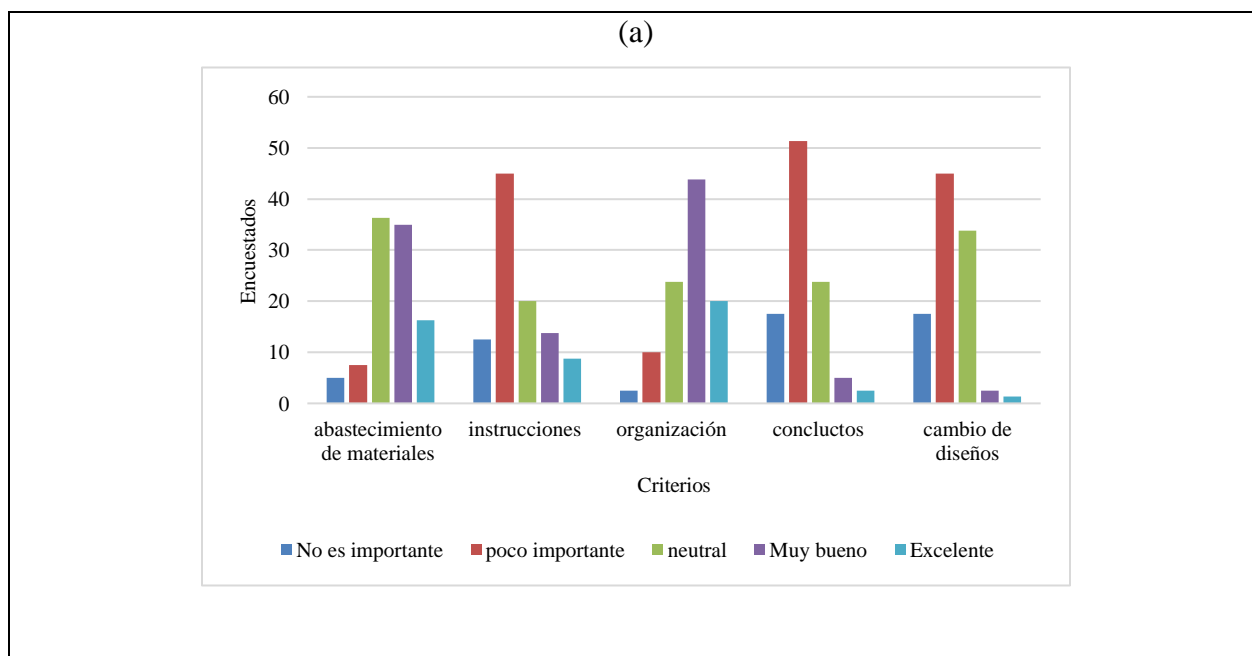 (a)
60
50
40
30
20
10
0
Encuestados
abastecimiento
de materiales
instrucciones
organización
concluctos
cambio de
diseños
Criterios
No es importante
poco importante
neutral
Muy bueno
Excelente